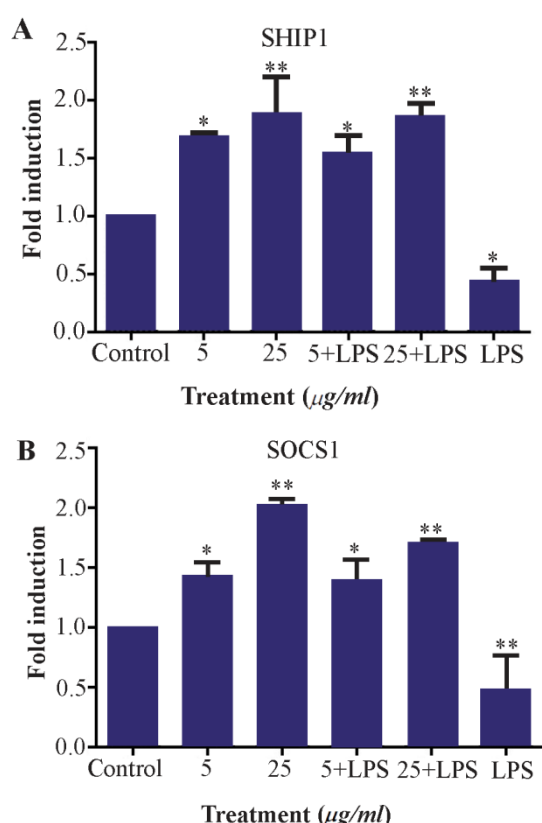 A
SHIP1
2.5
2.0
1.5
1.0
0.5
0.0
Fold induction
*
**
*
**
*
Control 5 25 5+LPS 25+LPS LPS
Treatment (μg/ml)
B
SOCS1
2.5
2.0
1.5
1.0
0.5
0.0
Fold induction
*
**
*
**
**
Control 5 25 5+LPS 25+LPS LPS
Treatment (μg/ml)